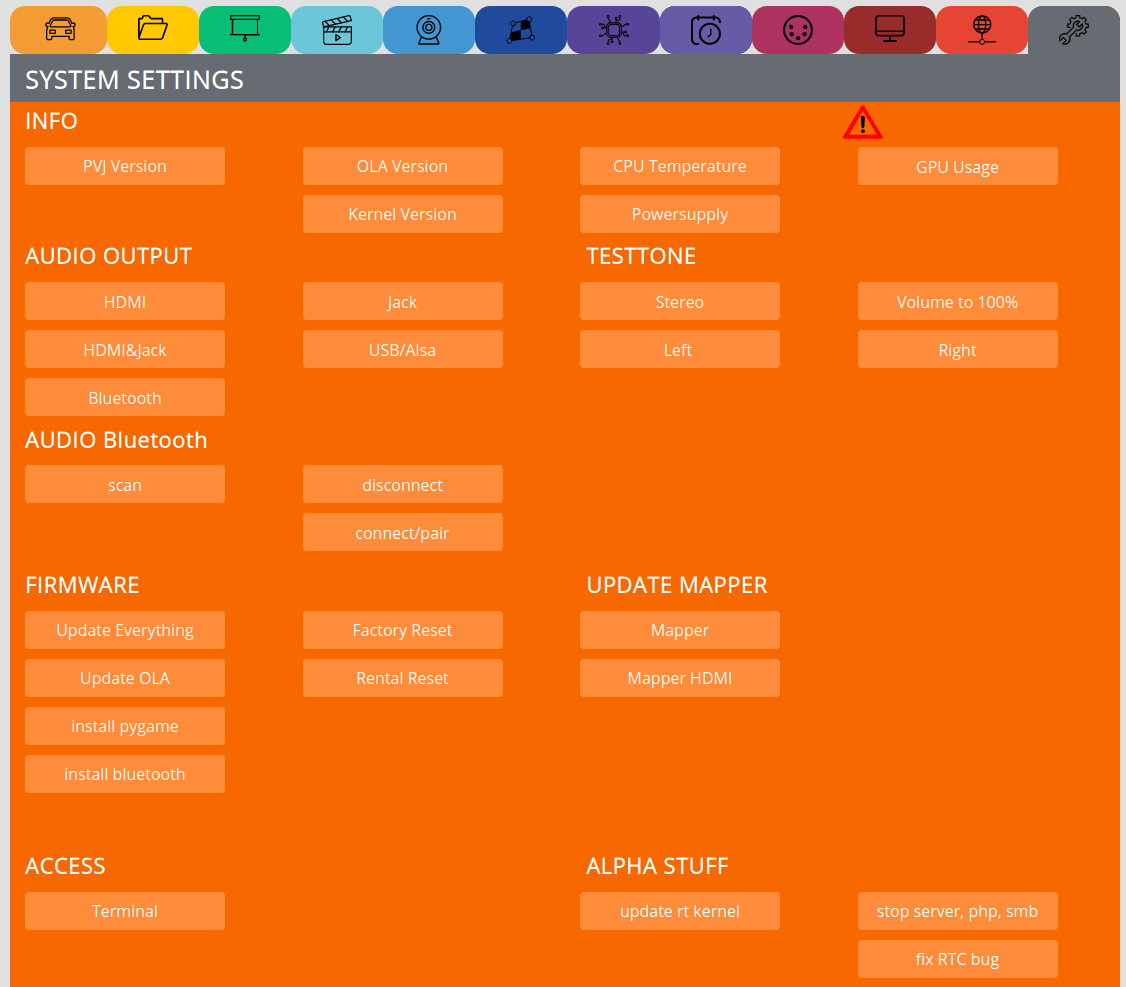 SYSTEM SETTINGS
INFO
PVJ Version
OLA Version
CPU Temperature
GPU Usage
Kernel Version
Powersupply
AUDIO OUTPUT
TESTTONE
HDMI
Jack
Stereo
Volume to 100%
HDMI&Jack
USB/Alsa
Left
Right
Bluetooth
AUDIO Bluetooth
scan
disconnect
connect/pair
FIRMWARE
UPDATE MAPPER
Update Everything
Factory Reset
Mapper
Update OLA
Rental Reset
Mapper HDMI
install pygame
install bluetooth
ACCESS
ALPHA STUFF
Terminal
update rt kernel
stop server, php, smb
fix RTC bug